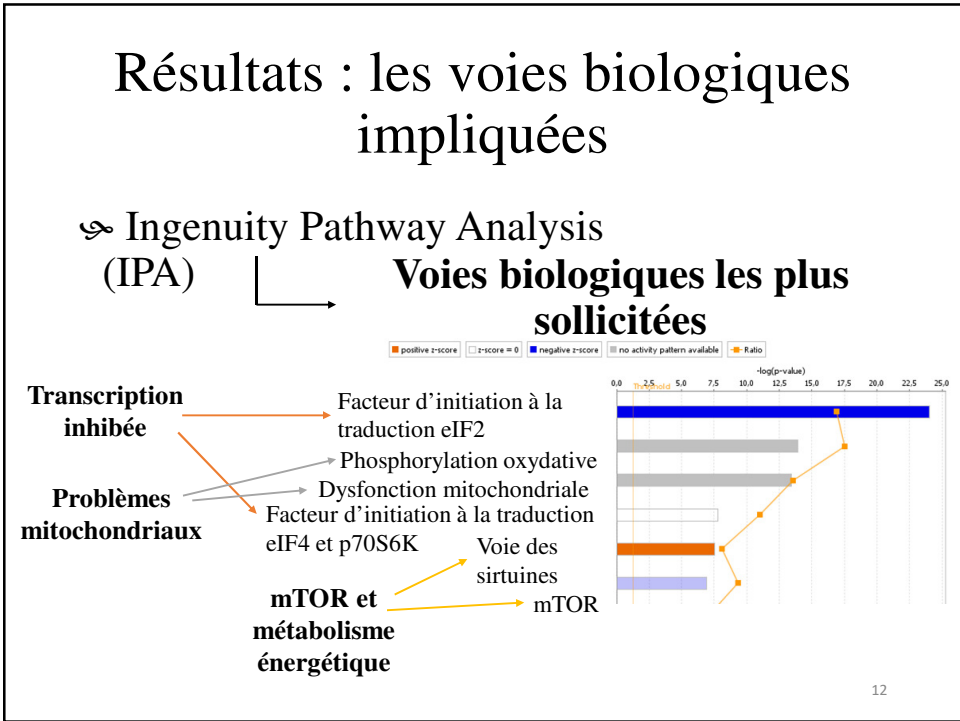 Résultats : les voies biologiques
impliquées
Ingenuity Pathway Analysis
(IPA)
Voies biologiques les plus
sollicitées
positive z-score
z-score = 0
negative z-score
no activity pattern available
Ratio
-log(p-value)
0,0 2,5 5,0 7,5 10,0 12,5 15,0 17,5 20,0 22,5 25,0
Threshold
Transcription
inhibée
Facteur d’initiation à la
traduction eIF2
Phosphorylation oxydative
Problèmes
mitochondriaux
Dysfonction mitochondriale
Facteur d’initiation à la traduction
eIF4 et p70S6K
Voie des
sirtuines
mTOR et
métabolisme
énergétique
mTOR
12